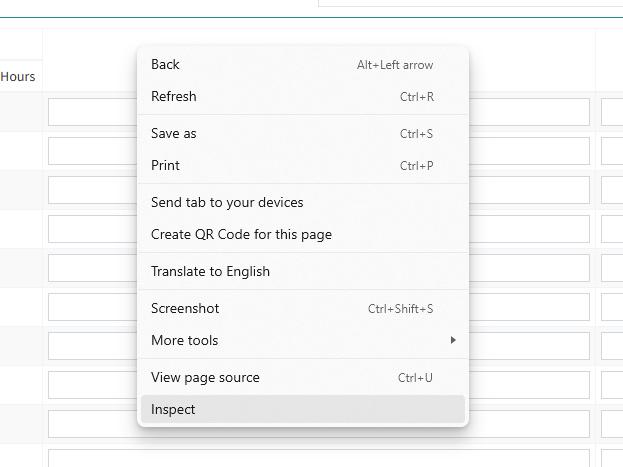 Hours
Back Alt+Left arrow
Refresh Ctrl+R
Save as Ctrl+S
Print Ctrl+P
Send tab to your devices
Create QR Code for this page
Translate to English
Screenshot Ctrl+Shift+S
More tools
View page source Ctrl+U
Inspect